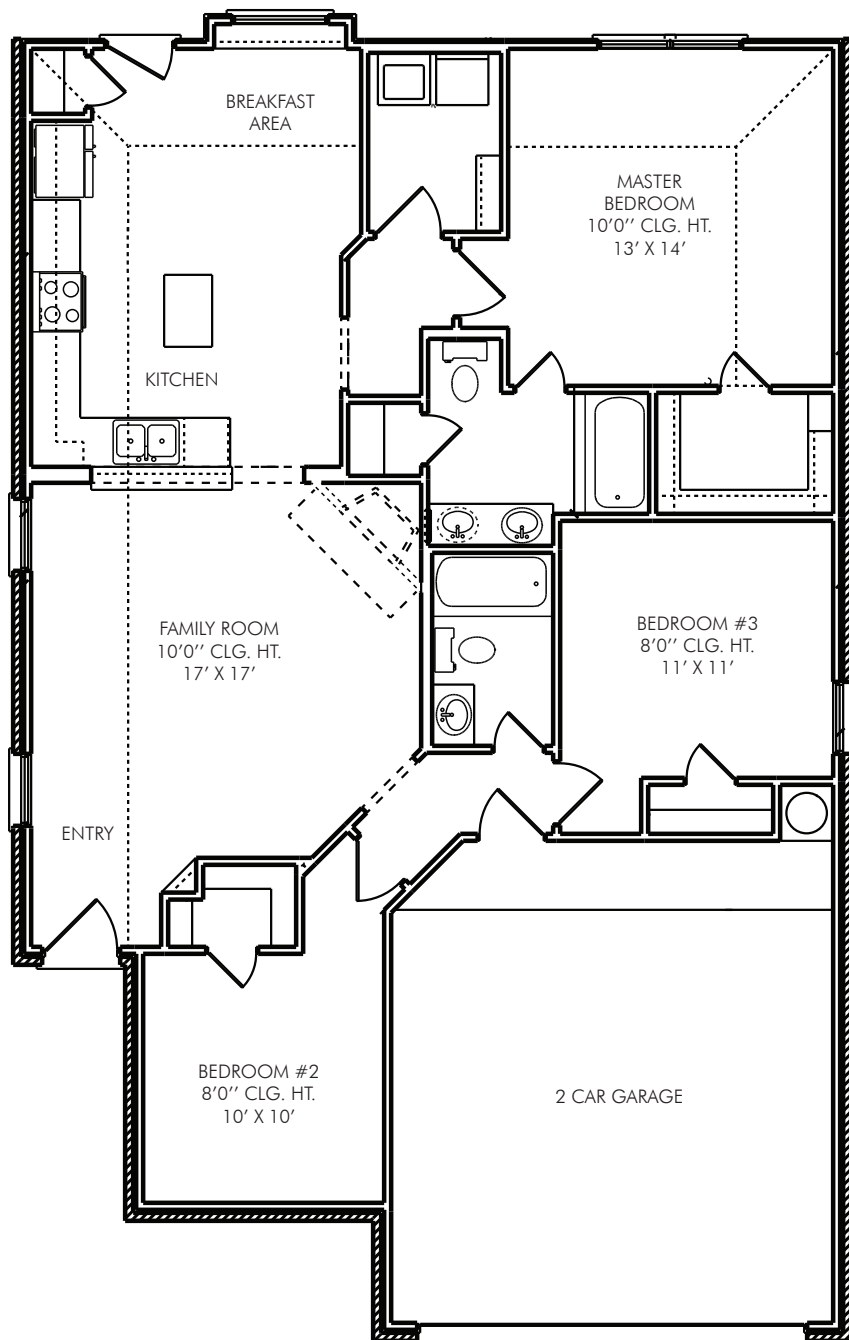 BREAKFAST
AREA
MASTER
BEDROOM
10'0'' CLG. HT.
13' X 14'
KITCHEN
FAMILY ROOM
10'0'' CLG. HT.
17' X 17'
BEDROOM #3
8'0'' CLG. HT.
11' X 11'
ENTRY
BEDROOM #2
8'0'' CLG. HT.
10' X 10'
2 CAR GARAGE